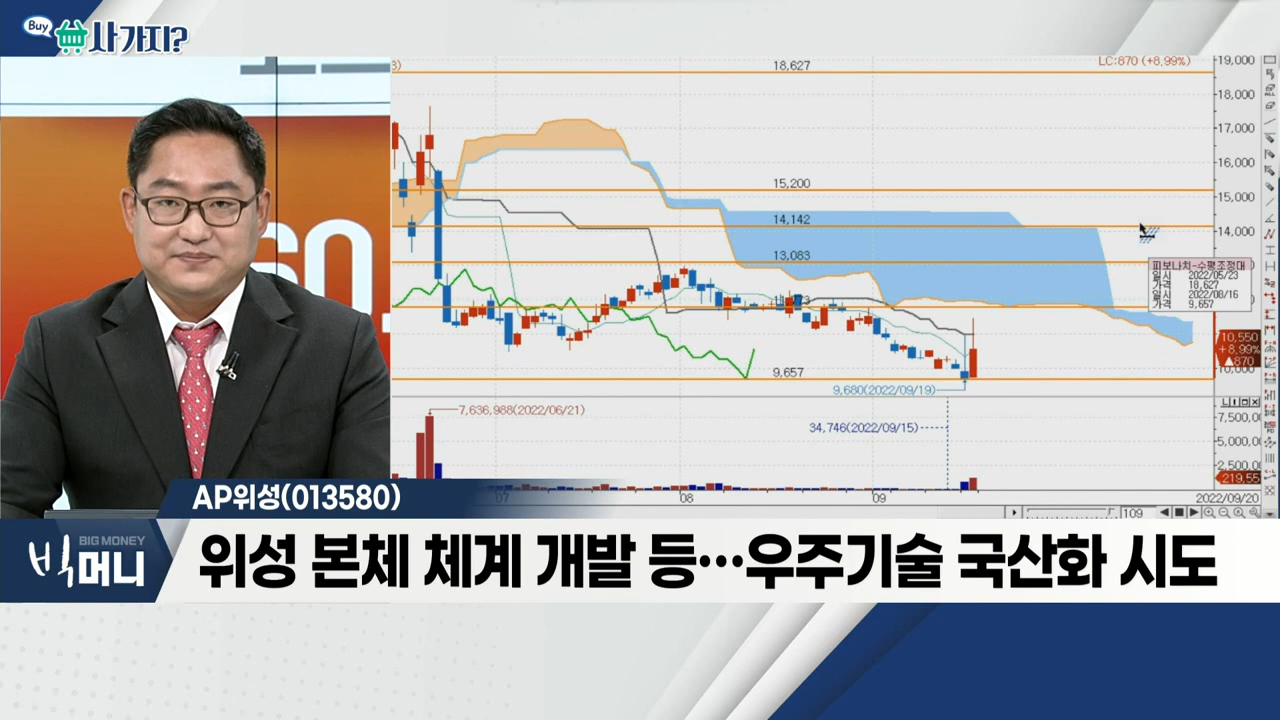 Buy
사가지?
3)
18,627
LC:870 (+8,99%)
19,000
18,000
17,000
16,000
15,200
15,000
14,142
14,000
13,083
피보나치-수평조정대
일시 2022/05/23
가격 18,627
일시 2022/08/16
가격 9,657
10,550
+8,99%
▲870
10,000
9,657
9,680(2022/09/19)
7,636,988(2022/06/21)
34,746(2022/09/15)
7,500,0
5,000,0
2,500,0
219,55
07
08
09
2022/09/20
109
AP위성(013580)
BIG MONEY
빅머니
위성 본체 체계 개발 등…우주기술 국산화 시도